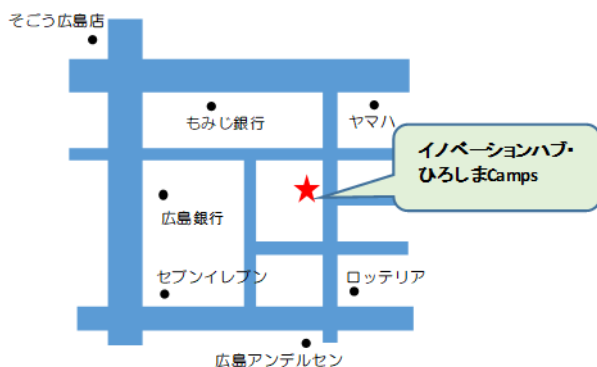 そごう広島店
もみじ銀行
ヤマハ
イノベーションハブ・
ひろしまCamps
広島銀行
セブンイレブン
ロッテリア
広島アンデルセン